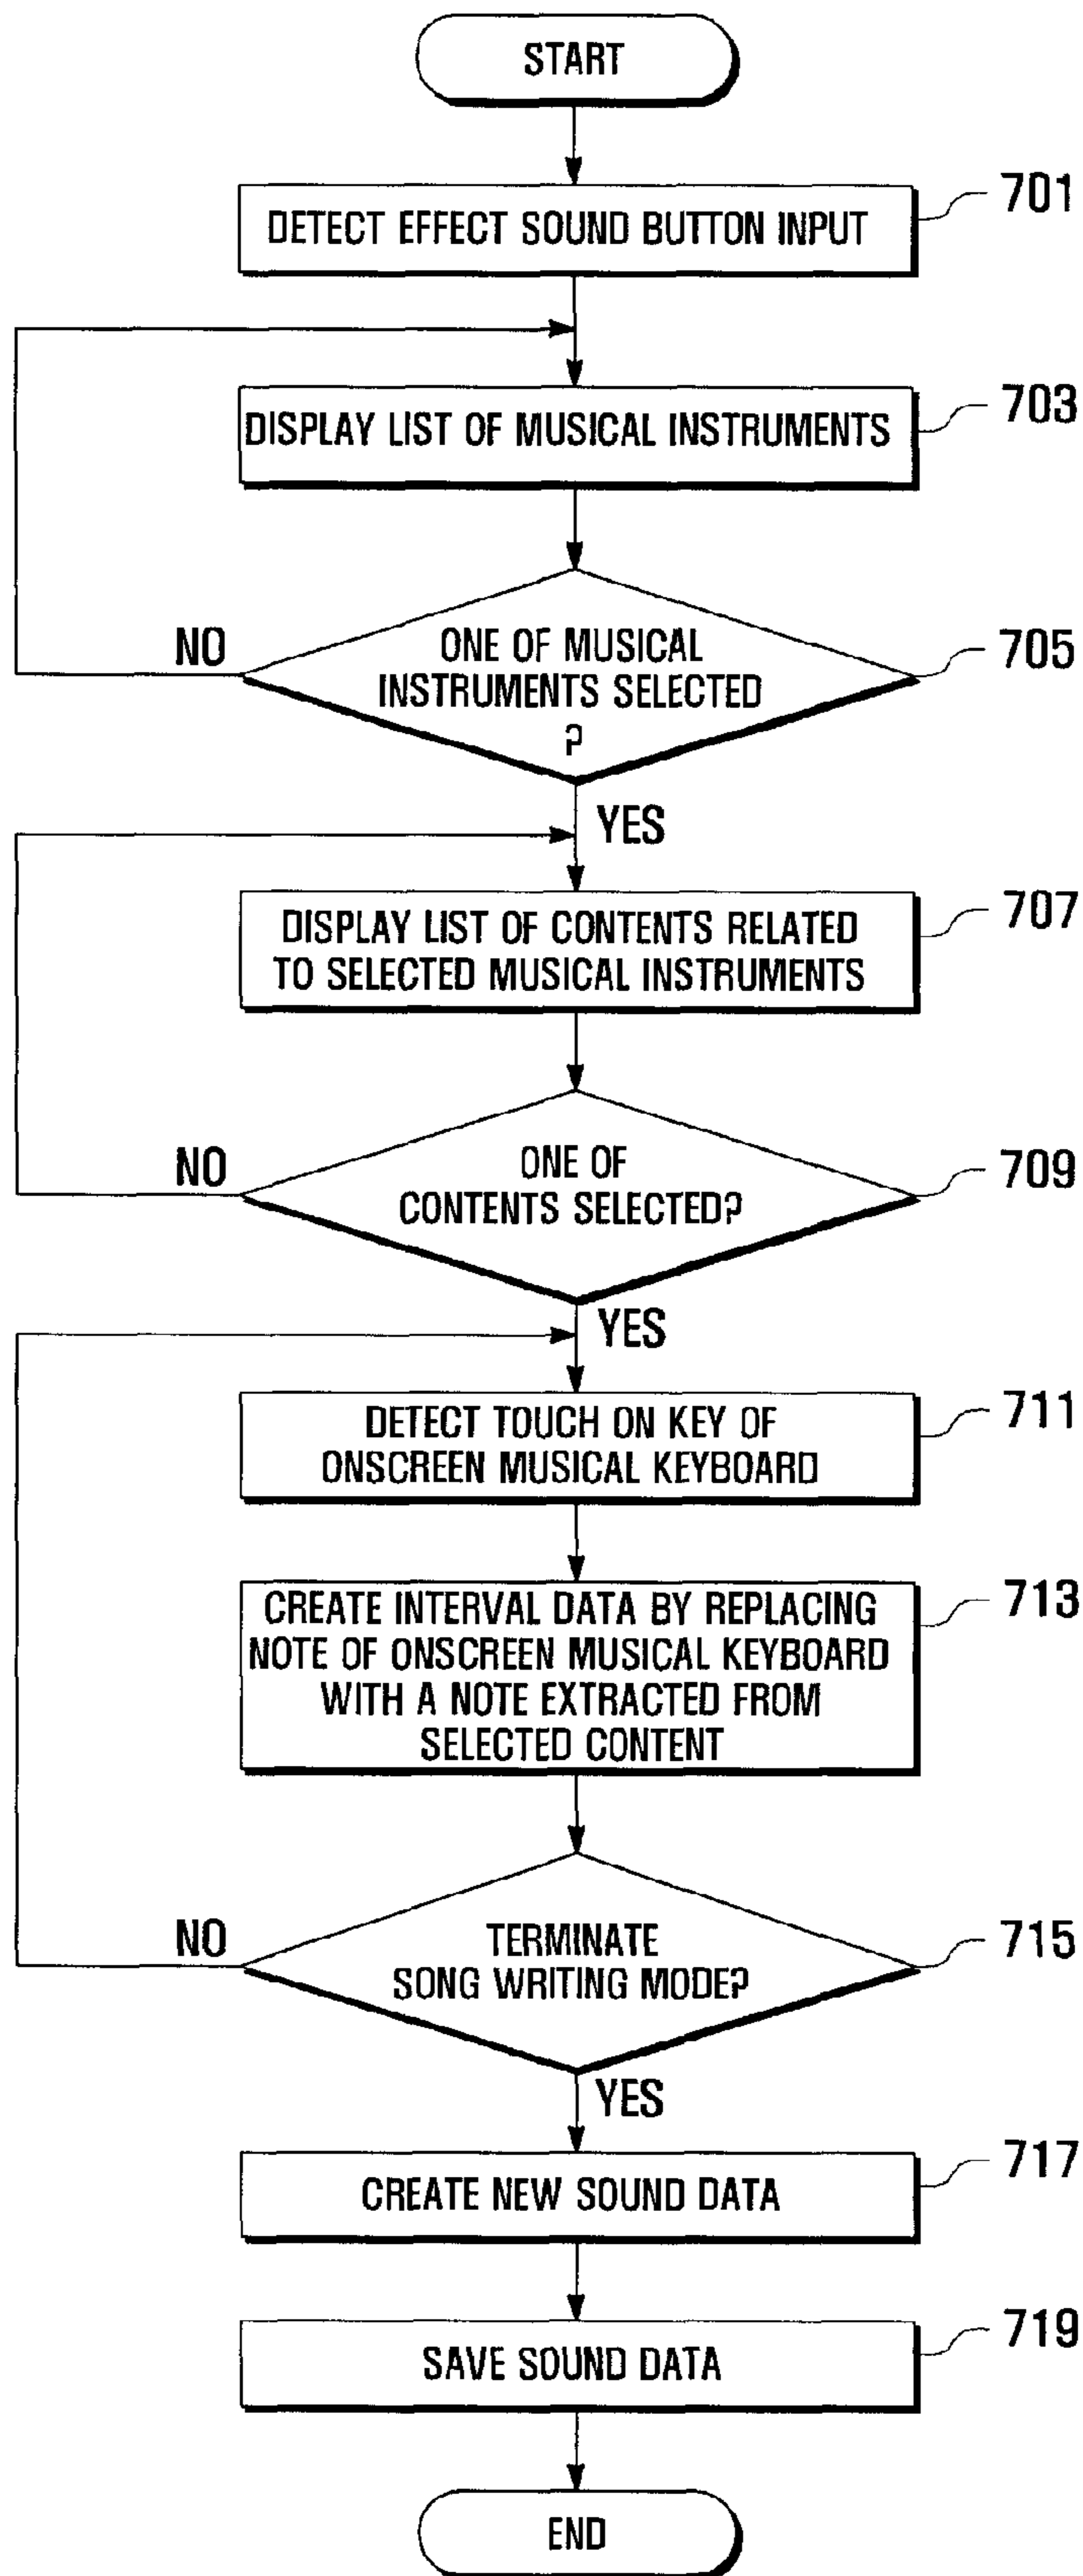 START
701
DETECT EFFECT SOUND BUTTON INPUT
703
DISPLAY LIST OF MUSICAL INSTRUMENTS
NO
ONE OF MUSICAL
INSTRUMENTS SELECTED
?
705
YES
707
DISPLAY LIST OF CONTENTS RELATED
TO SELECTED MUSICAL INSTRUMENTS
NO
ONE OF
CONTENTS SELECTED?
709
YES
711
DETECT TOUCH ON KEY OF
ONSCREEN MUSICAL KEYBOARD
713
CREATE INTERVAL DATA BY REPLACING
NOTE OF ONSCREEN MUSICAL KEYBOARD
WITH A NOTE EXTRACTED FROM
SELECTED CONTENT
NO
TERMINATE
SONG WRITING MODE?
715
YES
717
CREATE NEW SOUND DATA
719
SAVE SOUND DATA
END